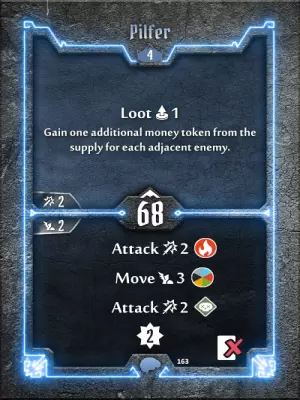 Pilfer
4
Loot 1
Gain one additional money token from the
supply for each adjacent enemy.
2
68
2
Attack 2
Move 3
Attack 2
2
163